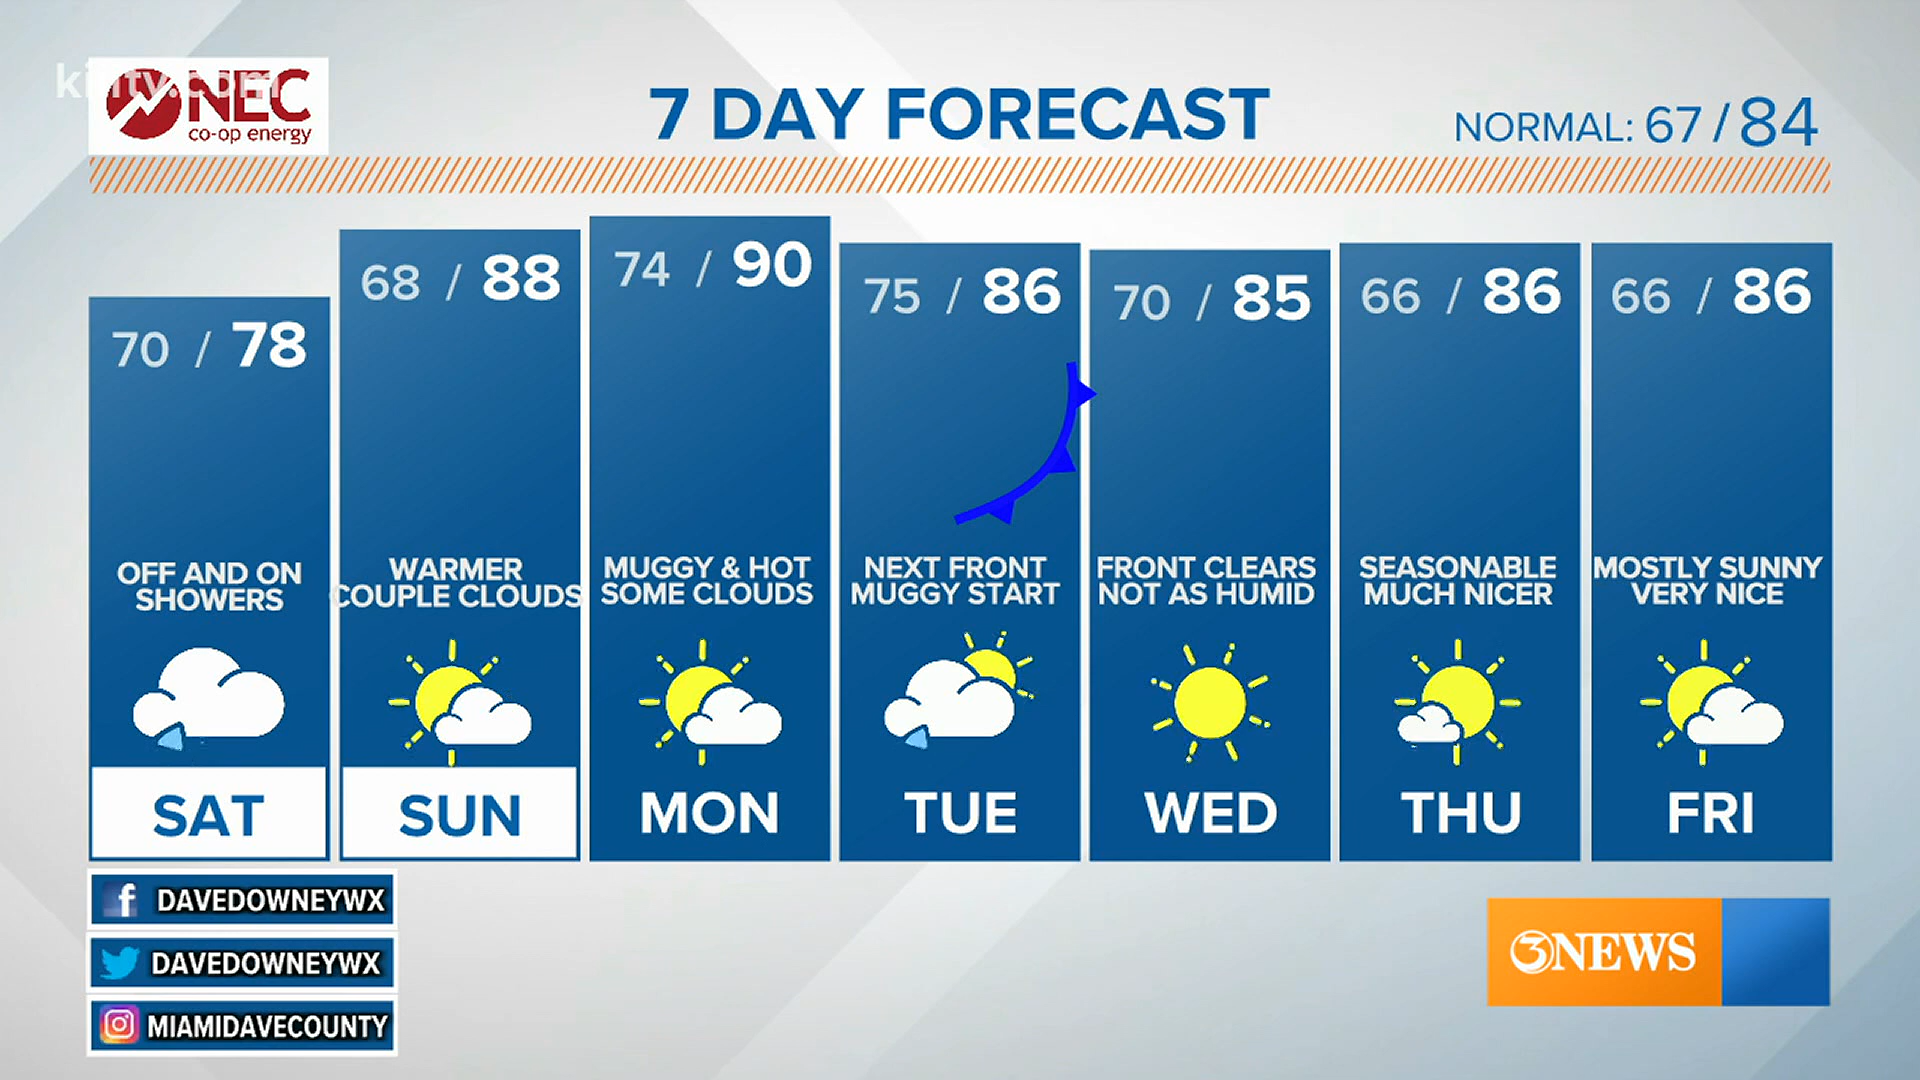 NEC
co-op energy
7 DAY FORECAST
NORMAL: 67 / 84
70 / 78
OFF AND ON
SHOWERS
SAT
68 / 88
WARMER
COUPLE CLOUDS
SUN
74 / 90
MUGGY & HOT
SOME CLOUDS
MON
75 / 86
NEXT FRONT
MUGGY START
TUE
70 / 85
FRONT CLEARS
NOT AS HUMID
WED
66 / 86
SEASONABLE
MUCH NICER
THU
66 / 86
MOSTLY SUNNY
VERY NICE
FRI
f DAVEDOWNEYWX
DAVEDOWNEYWX
MIAMIDAVECOUNTY
3NEWS